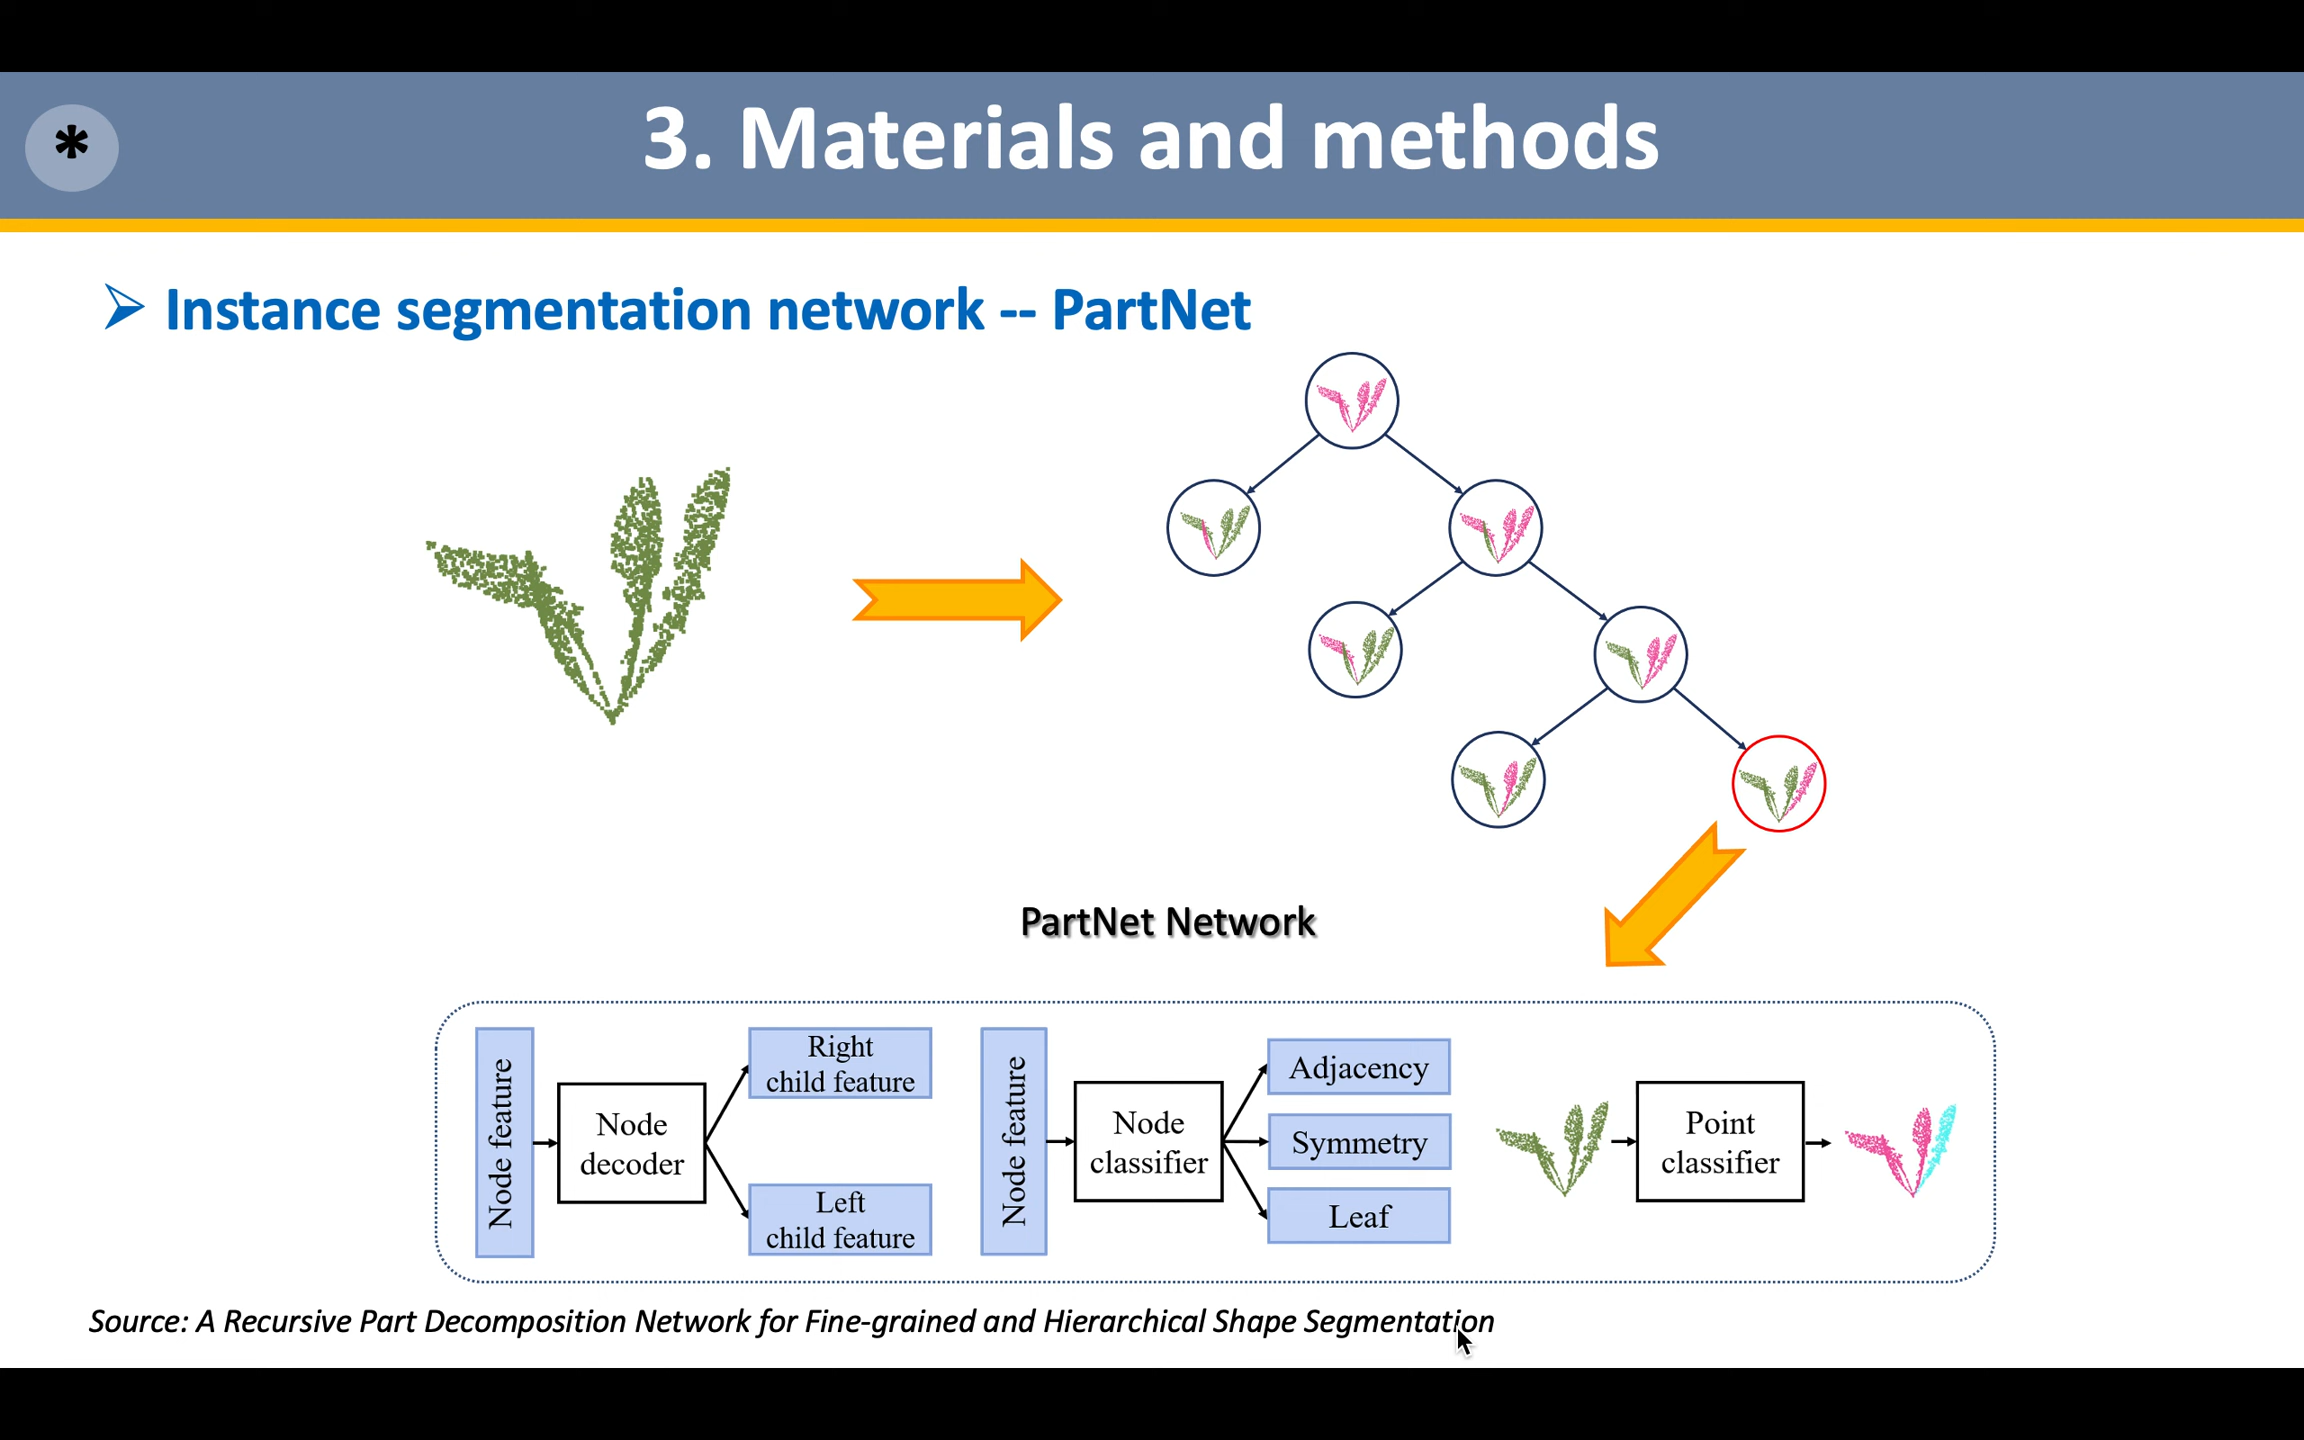 *
3. Materials and methods
Instance segmentation network -- PartNet
PartNet Network
Node feature
Node
decoder
Right
child feature
Left
child feature
Node feature
Node
classifier
Adjacency
Symmetry
Leaf
Point
classifier
Source: A Recursive Part Decomposition Network for Fine-grained and Hierarchical Shape Segmentation